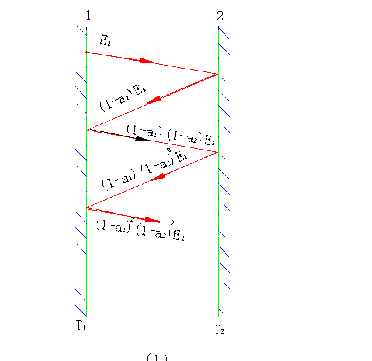 1 2
E₁
(1-a₂)E₁
(1-a₁)(1-a₂)E₁
(1-a₁)(1-a₂)²E₁
(1-a₁)²(1-a₂)²E₁
T₁ T₂